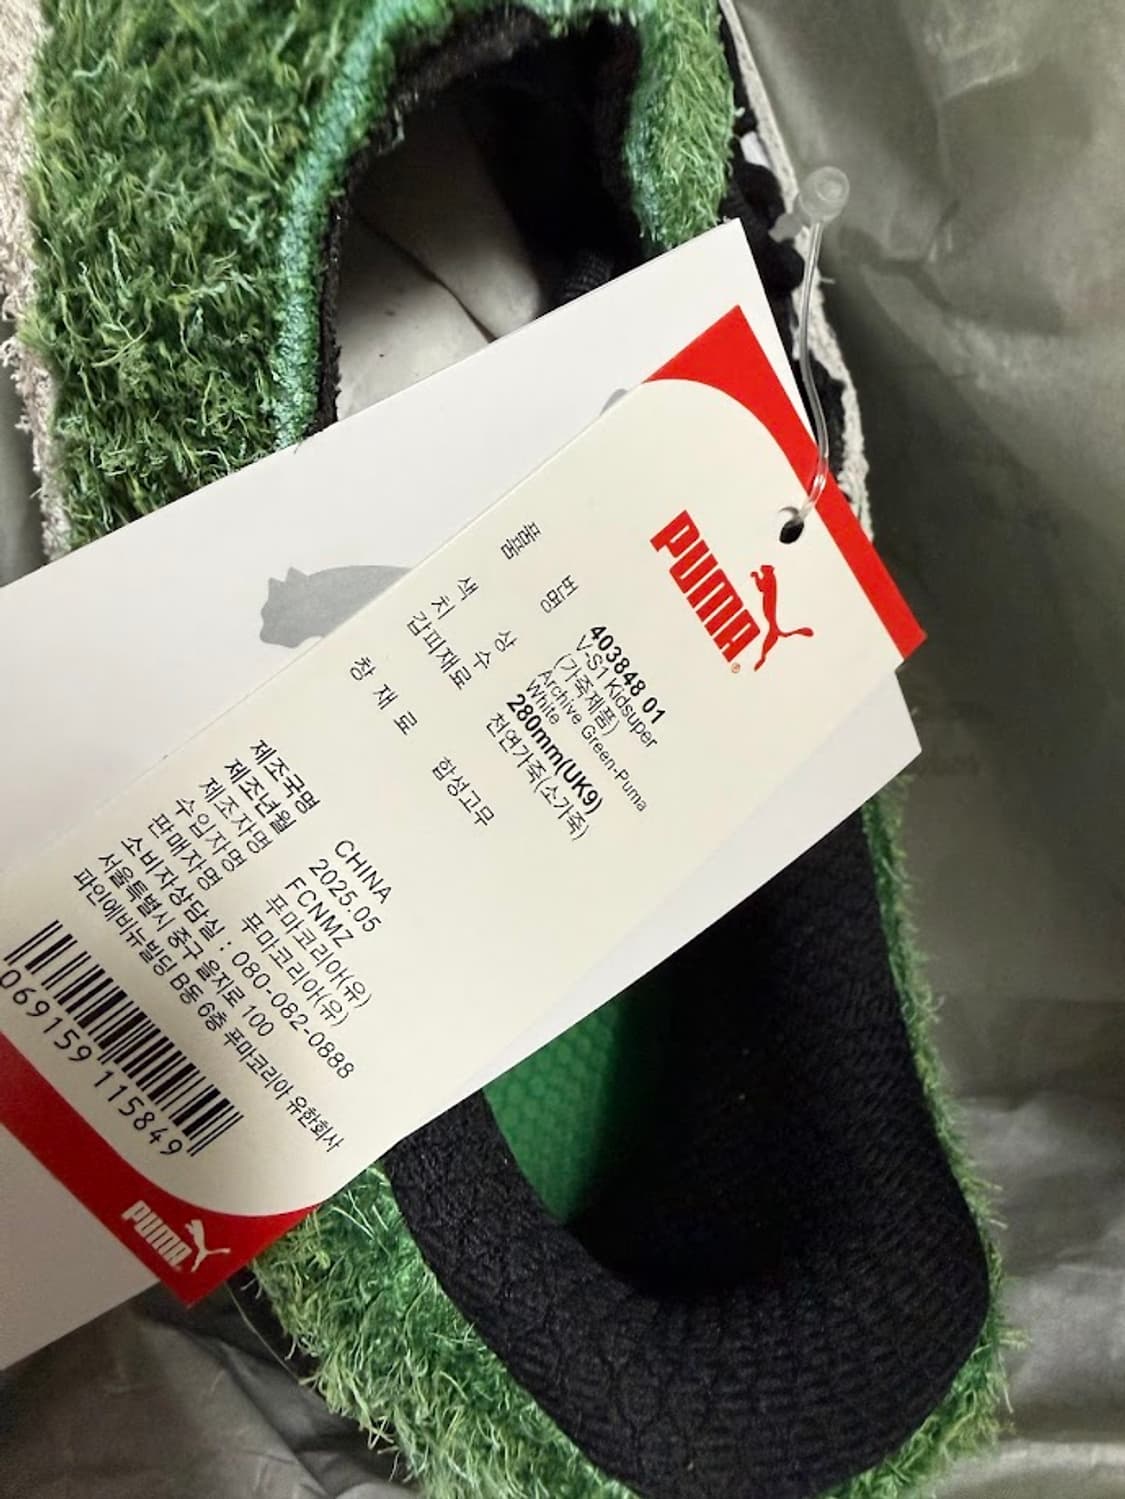 PUMA
품 번 403848 01
품 명 V-S1 Kidsuper
(가죽제품)
색 상 Archive Green-Puma
White
치 수 280mm(UK9)
갑피재료 천연가죽(소가죽)
창 재 료 합성고무
제조국명 CHINA
제조년월 2025.05
제조자명 FCNMZ
수입자명 푸마코리아(유)
판매자명 푸마코리아(유)
소비자상담실 : 080-082-0888
서울특별시 중구 을지로 100
파인에비뉴빌딩 B동 6층 푸마코리아 유한회사
069159 115849
PUMA